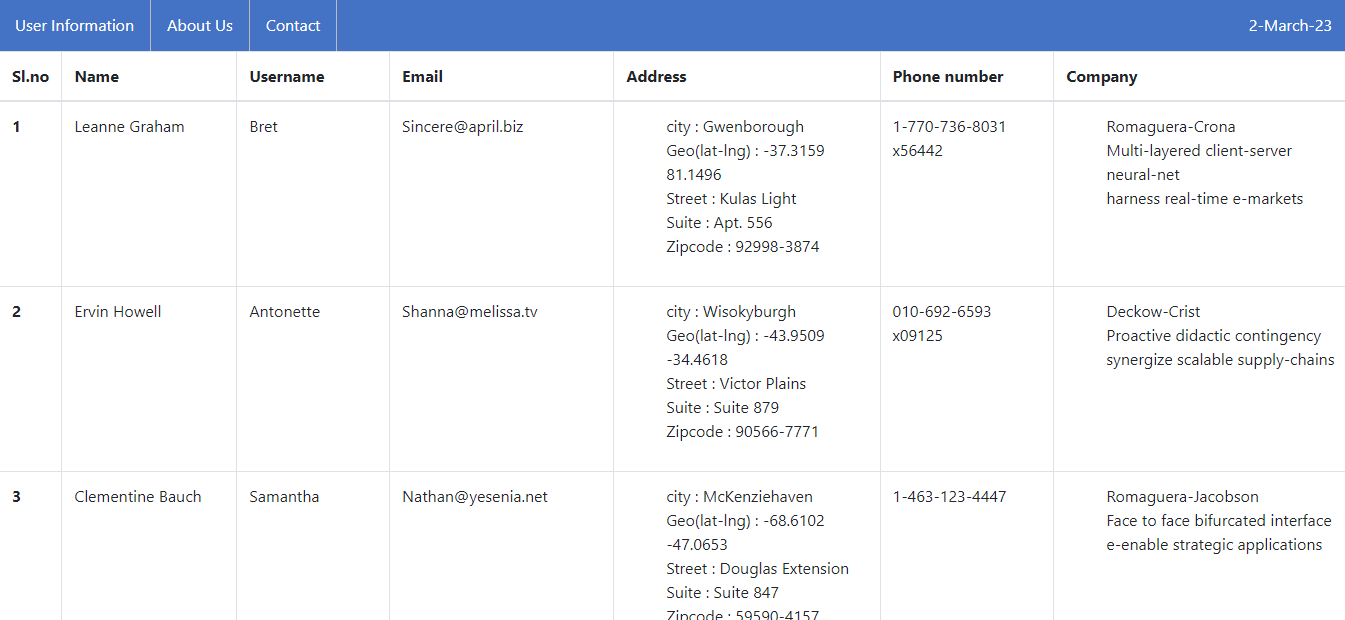 User Information About Us Contact 2-March-23
Sl.no Name Username Email Address Phone number Company
1 Leanne Graham Bret Sincere@april.biz city : Gwenborough 1-770-736-8031 Romaguera-Crona
Geo(lat-lng) : -37.3159 x56442 Multi-layered client-server
81.1496 neural-net
Street : Kulas Light harness real-time e-markets
Suite : Apt. 556
Zipcode : 92998-3874
2 Ervin Howell Antonette Shanna@melissa.tv city : Wisokyburgh 010-692-6593 Deckow-Crist
Geo(lat-lng) : -43.9509 x09125 Proactive didactic contingency
-34.4618 synergize scalable supply-chains
Street : Victor Plains
Suite : Suite 879
Zipcode : 90566-7771
3 Clementine Bauch Samantha Nathan@yesenia.net city : McKenziehaven 1-463-123-4447 Romaguera-Jacobson
Geo(lat-lng) : -68.6102 Face to face bifurcated interface
-47.0653 e-enable strategic applications
Street : Douglas Extension
Suite : Suite 847
Zipcode : 59590-4157